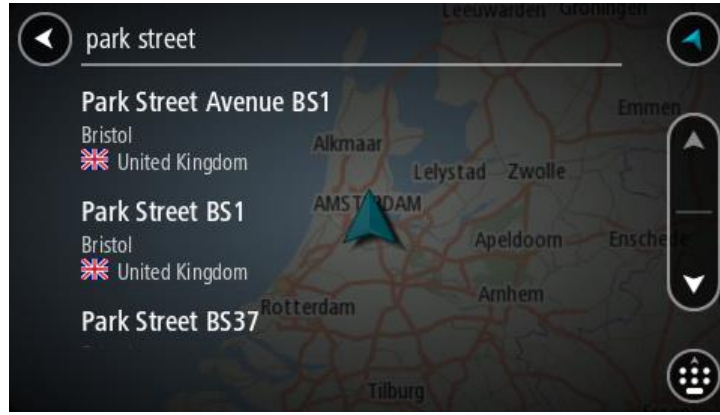 Leeuwarden Groningen
park street
Park Street Avenue BS1
Bristol
United Kingdom
Emmen
Alkmaar
Lelystad Zwolle
Park Street BS1
AMSTERDAM
Bristol
Apeldoorn
United Kingdom
Arnhem
Rotterdam
Park Street BS37
Tilburg